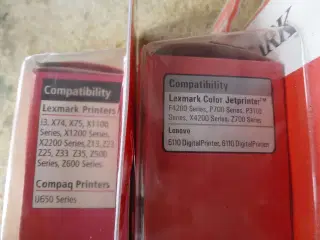 Compatibility
Lexmark Printers
i3, X74, X75, X1100
Series, X1200 Series,
X2200 Series, Z13, Z23,
Z25, Z33, Z35, Z500
Series, Z600 Series
Compaq Printers
IJ650 Series
Compatibility
Lexmark Color Jetprinter™
F4200 Series, P700 Series, P3100
Series, X4200 Series, Z700 Series
Lenovo
5110 DigitalPrinter, 6110 DigitalPrinter